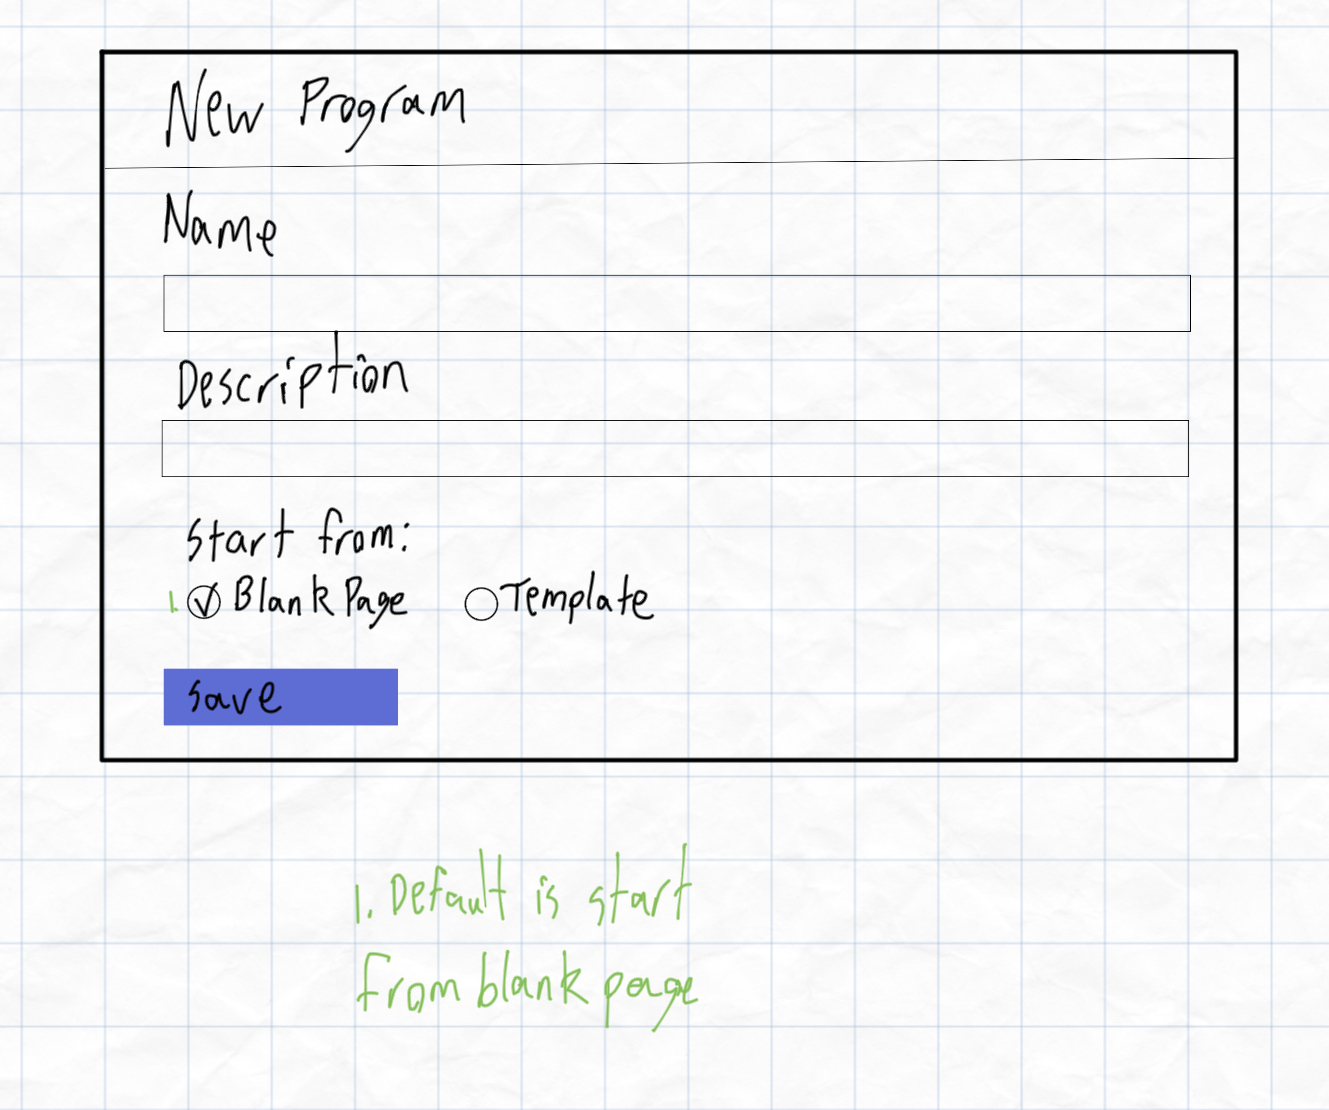 New Program
Name
Description
Start from:
1. Blank Page Template
Save
1. Default is start
from blank page